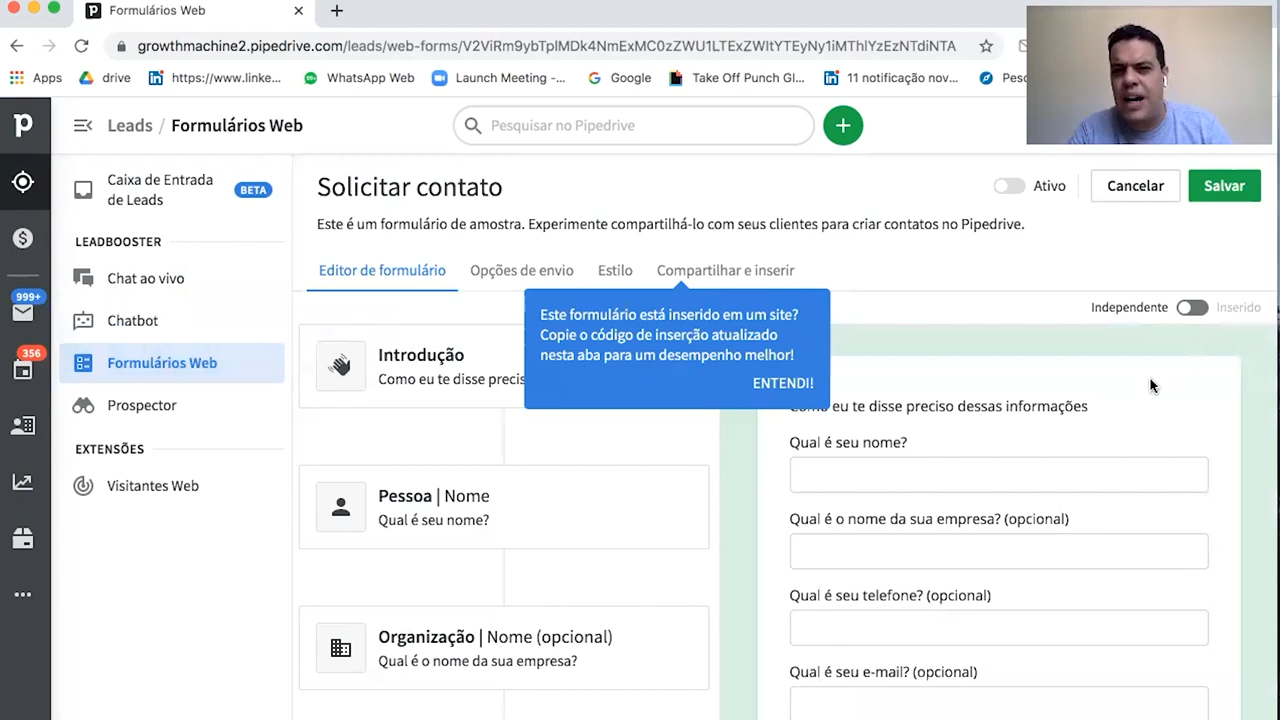 Formulários Web
growthmachine2.pipedrive.com/leads/web-forms/V2ViRm9ybTplMDk4NmExMC0zZWU1LTExZWItYTEyNy1iMThlYzEzNTdiNTA
Apps
drive
https://www.linke...
WhatsApp Web
Launch Meeting -...
Google
Take Off Punch Gl...
11 notificação nov...
Leads / Formulários Web
Pesquisar no Pipedrive
Caixa de Entrada
de Leads
BETA
LEADBOOSTER
Chat ao vivo
Chatbot
Formulários Web
Prospector
EXTENSÕES
Visitantes Web
999+
356
Solicitar contato
Ativo
Cancelar
Salvar
Este é um formulário de amostra. Experimente compartilhá-lo com seus clientes para criar contatos no Pipedrive.
Editor de formulário
Opções de envio
Estilo
Compartilhar e inserir
Este formulário está inserido em um site?
Copie o código de inserção atualizado
nesta aba para um desempenho melhor!
ENTENDI!
Independente
Inserido
Introdução
Como eu te disse precis
Pessoa | Nome
Qual é seu nome?
Organização | Nome (opcional)
Qual é o nome da sua empresa?
Como eu te disse preciso dessas informações
Qual é seu nome?
Qual é o nome da sua empresa? (opcional)
Qual é seu telefone? (opcional)
Qual é seu e-mail? (opcional)